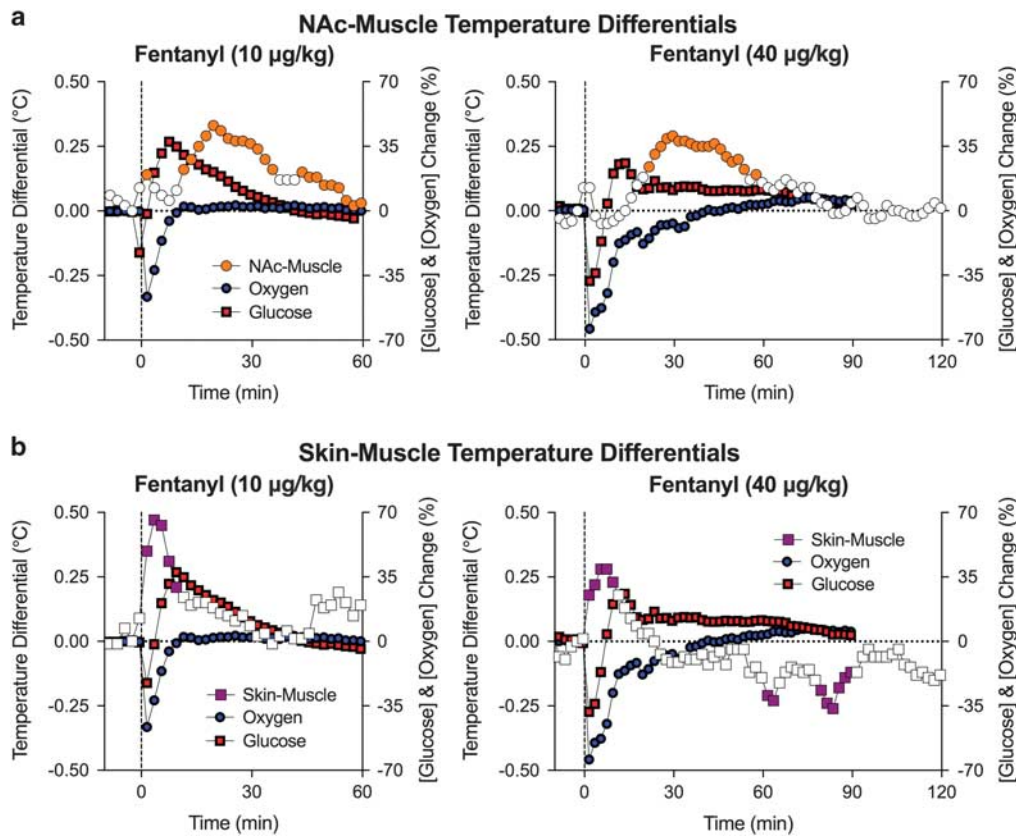 a
NAc-Muscle Temperature Differentials
Fentanyl (10 µg/kg)
Fentanyl (40 µg/kg)
Temperature Differential (°C)
0.50
0.25
0.00
-0.25
-0.50
70
35
0
-35
-70
[Glucose] & [Oxygen] Change (%)
NAc-Muscle
Oxygen
Glucose
0
30
60
Time (min)
Temperature Differential (°C)
0.50
0.25
0.00
-0.25
-0.50
70
35
0
-35
-70
[Glucose] & [Oxygen] Change (%)
0
30
60
90
120
Time (min)
b
Skin-Muscle Temperature Differentials
Fentanyl (10 µg/kg)
Fentanyl (40 µg/kg)
Temperature Differential (°C)
0.50
0.25
0.00
-0.25
-0.50
70
35
0
-35
-70
[Glucose] & [Oxygen] Change (%)
Skin-Muscle
Oxygen
Glucose
0
30
60
Time (min)
Temperature Differential (°C)
0.50
0.25
0.00
-0.25
-0.50
70
35
0
-35
-70
[Glucose] & [Oxygen] Change (%)
Skin-Muscle
Oxygen
Glucose
0
30
60
90
120
Time (min)